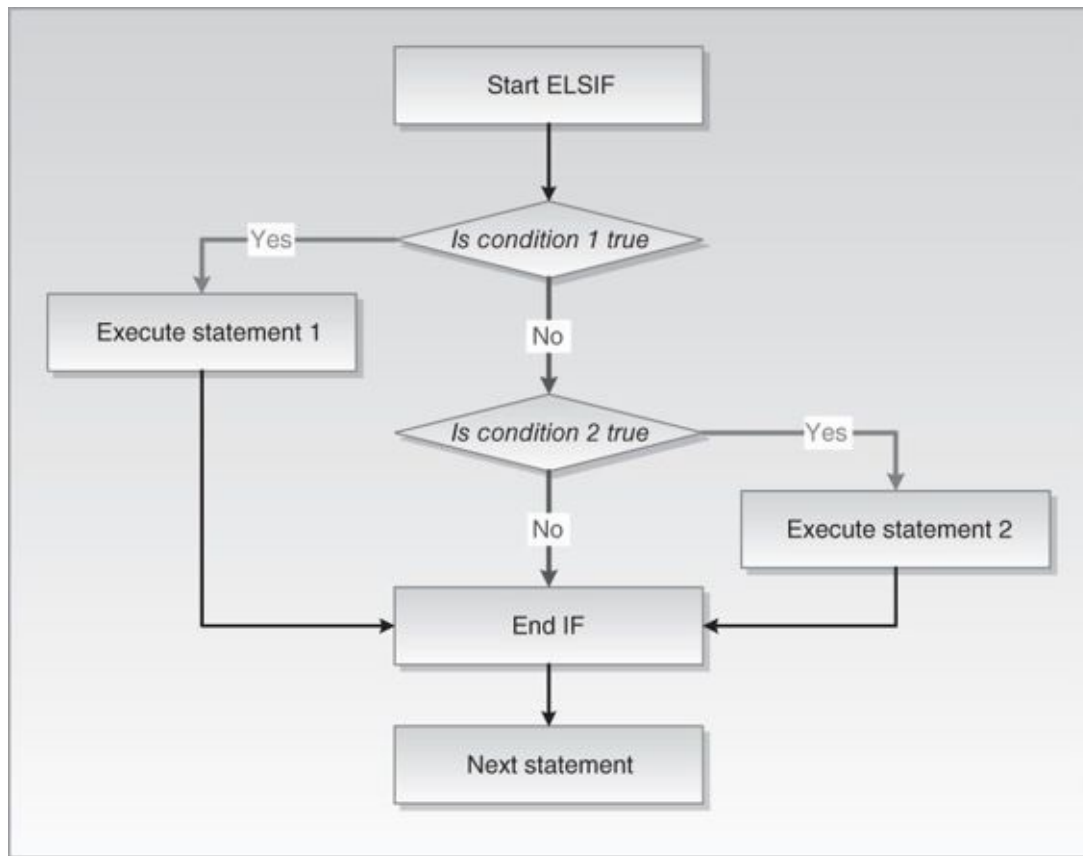 Start ELSIF
Is condition 1 true
Yes
Execute statement 1
No
Is condition 2 true
Yes
Execute statement 2
No
End IF
Next statement